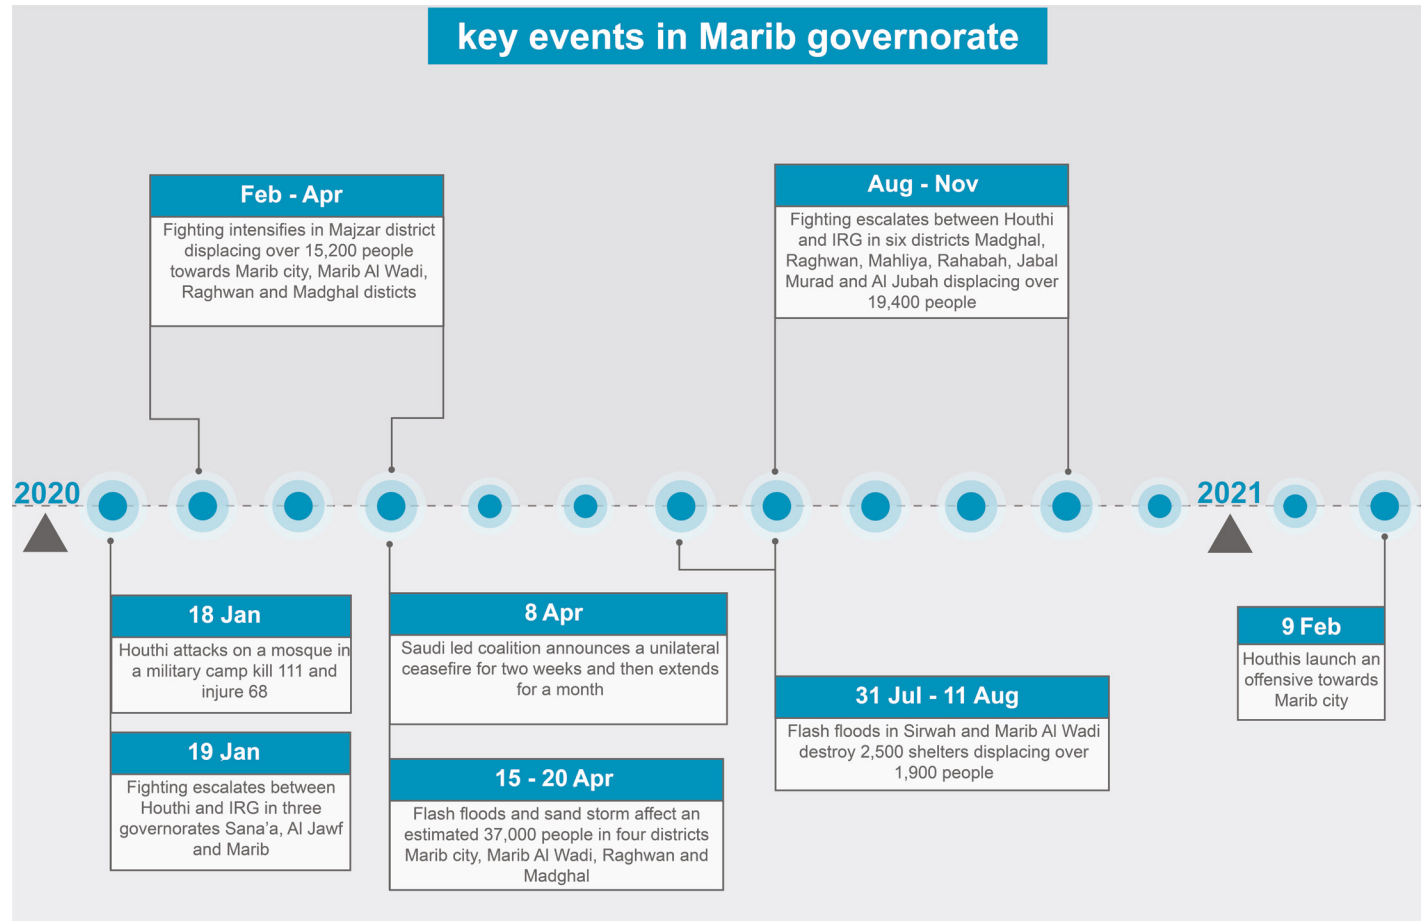 key events in Marib governorate
Feb - Apr
Fighting intensifies in Majzar district
displacing over 15,200 people
towards Marib city, Marib Al Wadi,
Raghwan and Madghal disticts
Aug - Nov
Fighting escalates between Houthi
and IRG in six districts Madghal,
Raghwan, Mahliya, Rahabah, Jabal
Murad and Al Jubah displacing over
19,400 people
2020
2021
18 Jan
Houthi attacks on a mosque in
a military camp kill 111 and
injure 68
19 Jan
Fighting escalates between
Houthi and IRG in three
governorates Sana’a, Al Jawf
and Marib
8 Apr
Saudi led coalition announces a unilateral
ceasefire for two weeks and then extends
for a month
15 - 20 Apr
Flash floods and sand storm affect an
estimated 37,000 people in four districts
Marib city, Marib Al Wadi, Raghwan and
Madghal
31 Jul - 11 Aug
Flash floods in Sirwah and Marib Al Wadi
destroy 2,500 shelters displacing over
1,900 people
9 Feb
Houthis launch an
offensive towards
Marib city